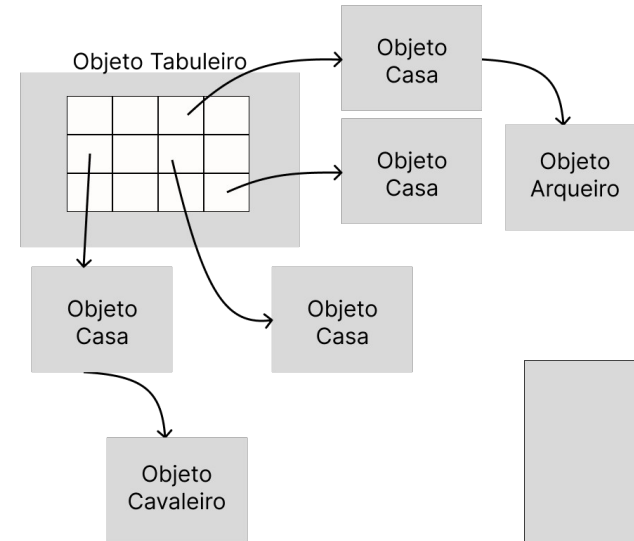 Objeto Tabuleiro
Objeto
Casa
Objeto
Casa
Objeto
Arqueiro
Objeto
Casa
Objeto
Casa
Objeto
Cavaleiro